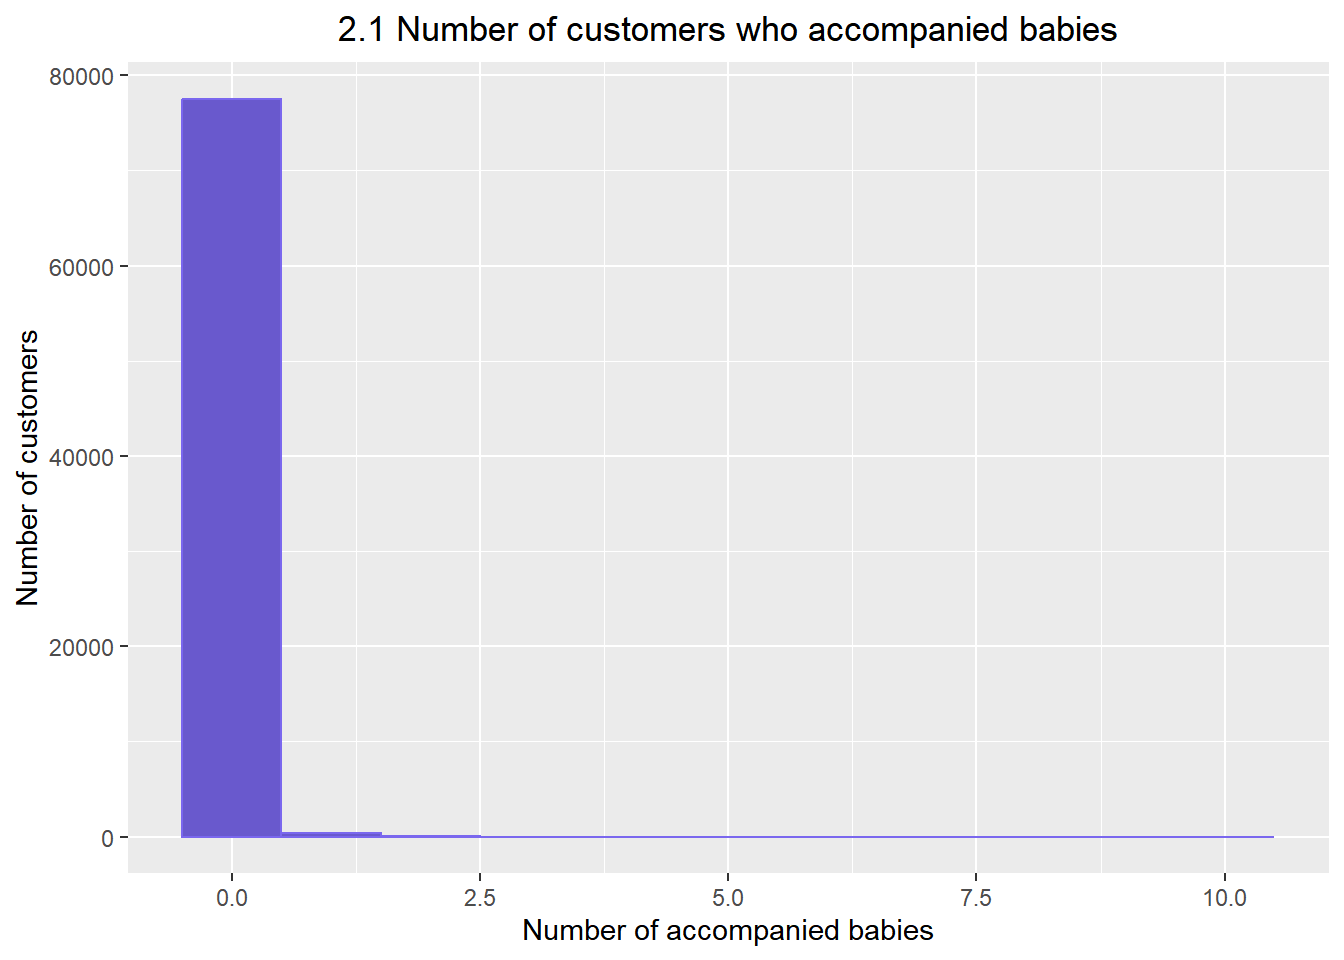 2.1 Number of customers who accompanied babies
Number of customers
80000
60000
40000
20000
0
0.0 2.5 5.0 7.5 10.0
Number of accompanied babies